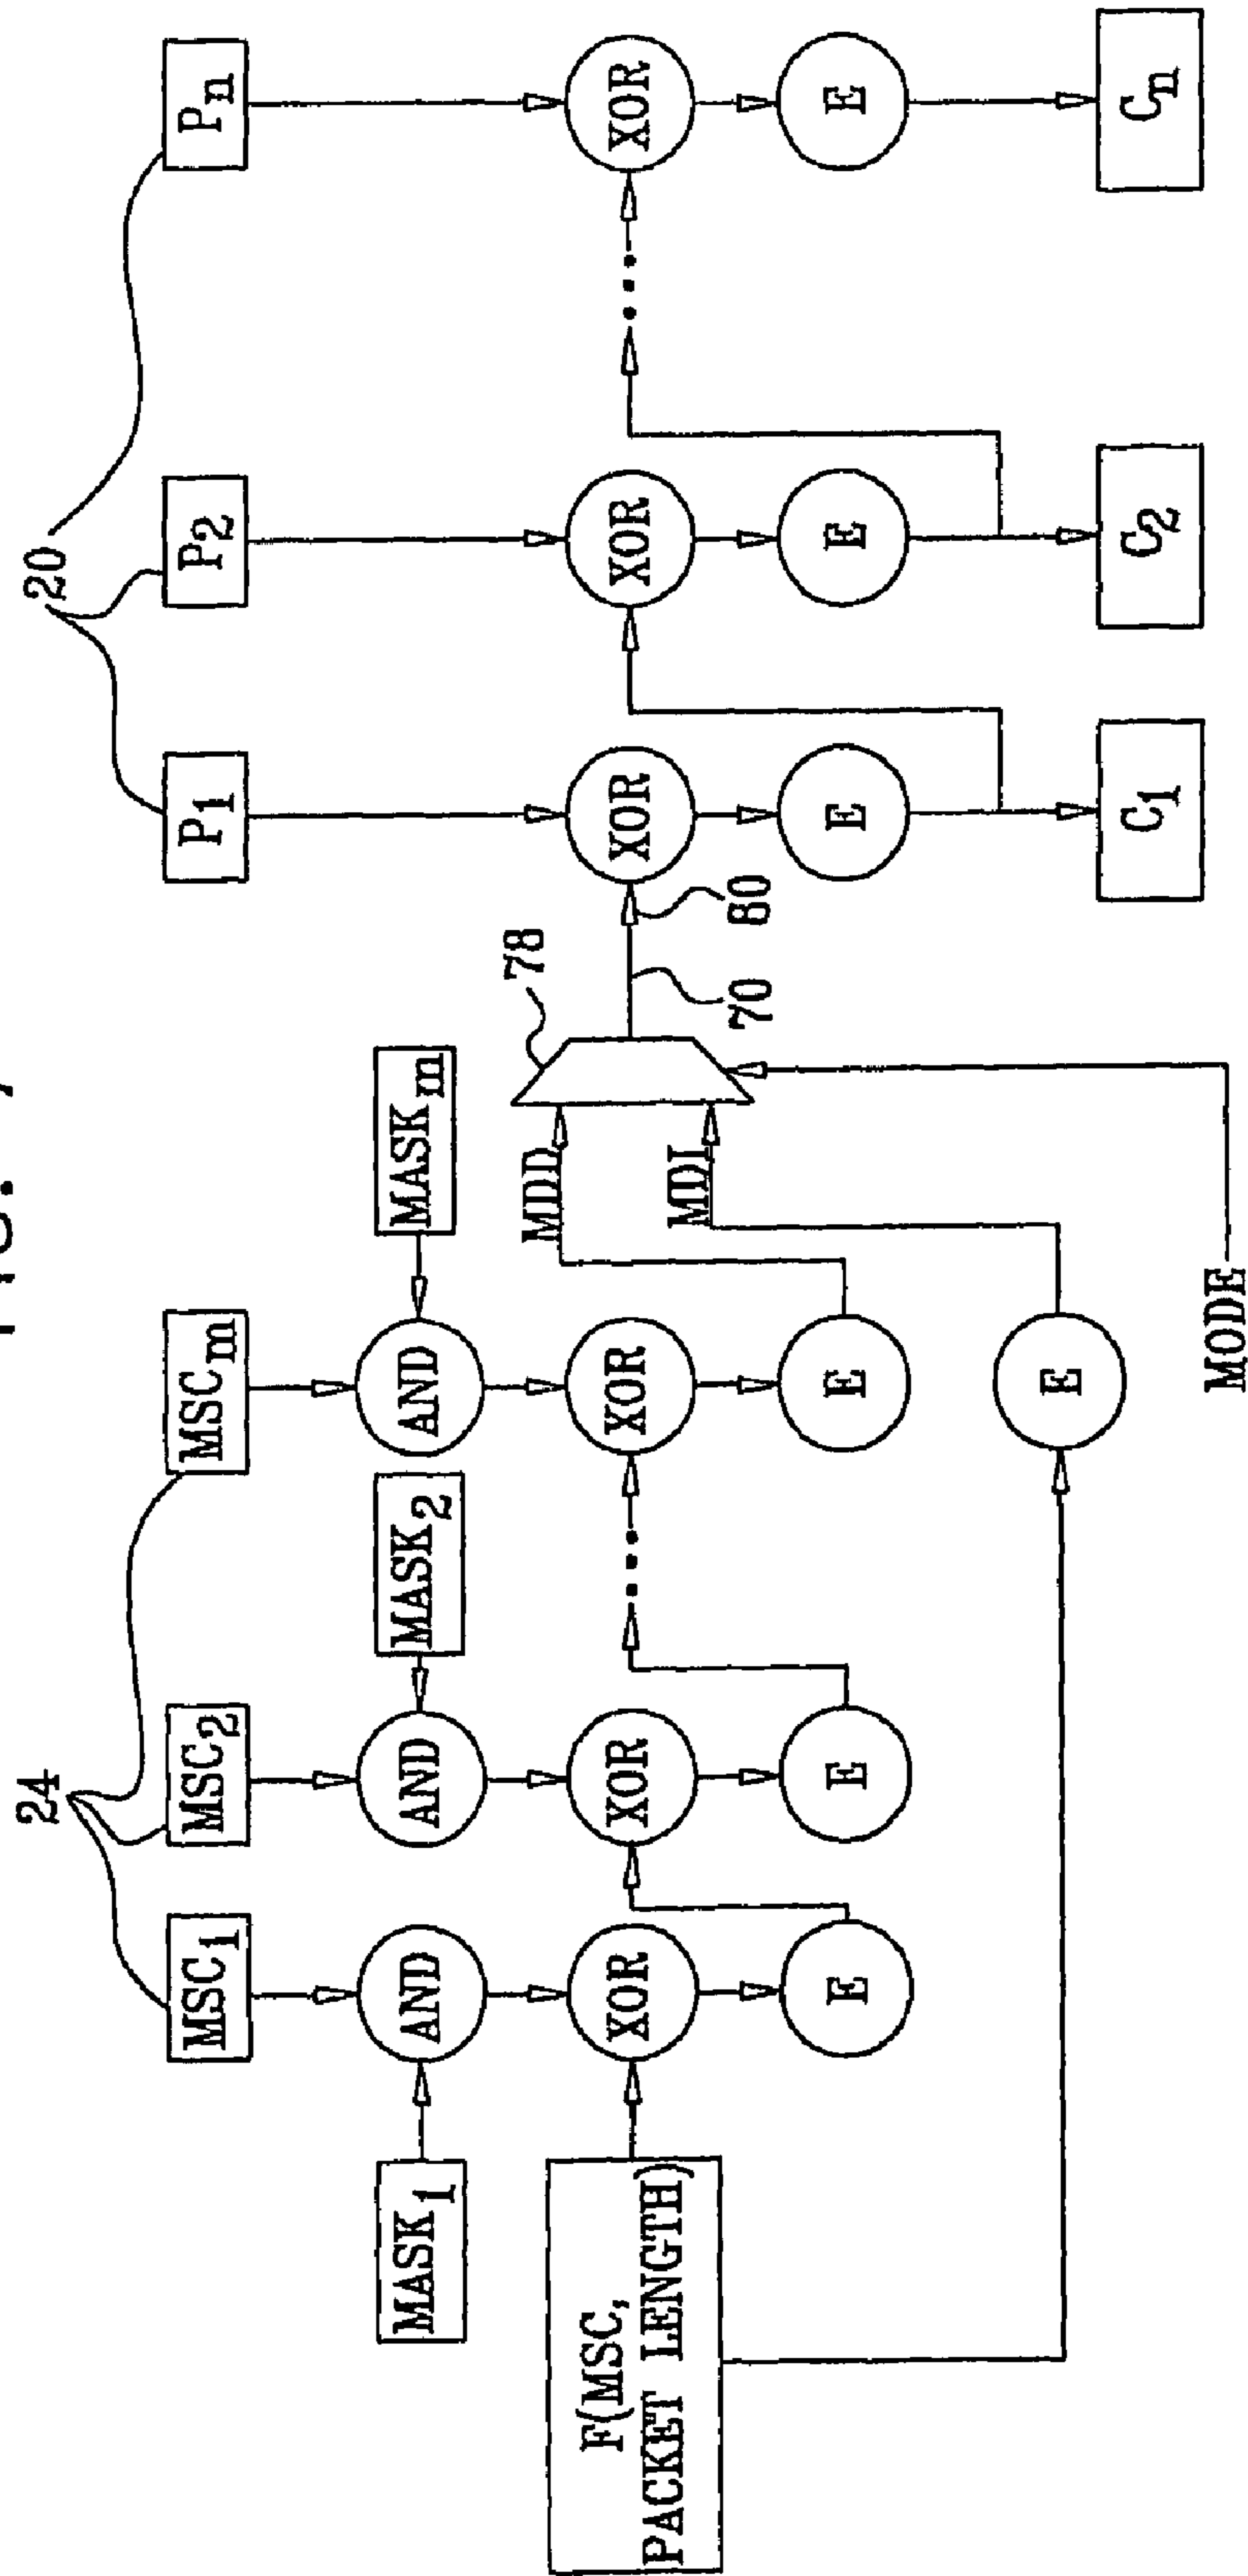 24
20
MSC1
MSC2
MSCm
P1
P2
Pn
MASK1
AND
AND
MASK2
AND
MASKm
78
F(MSC,
PACKET LENGTH)
XOR
XOR
XOR
MDD
MDI
70
80
XOR
XOR
XOR
E
E
E
E
E
E
E
MODE
C1
C2
Cn